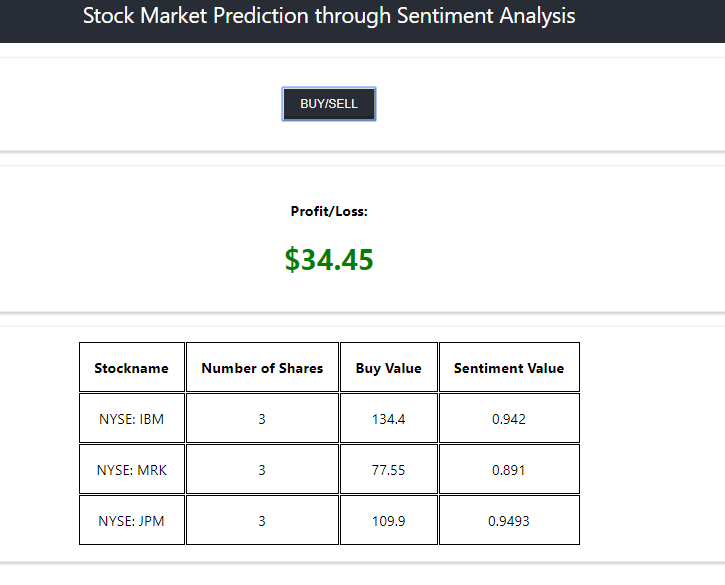 Stock Market Prediction through Sentiment Analysis
BUY/SELL
Profit/Loss:
$34.45
Stockname Number of Shares Buy Value Sentiment Value
NYSE: IBM 3 134.4 0.942
NYSE: MRK 3 77.55 0.891
NYSE: JPM 3 109.9 0.9493